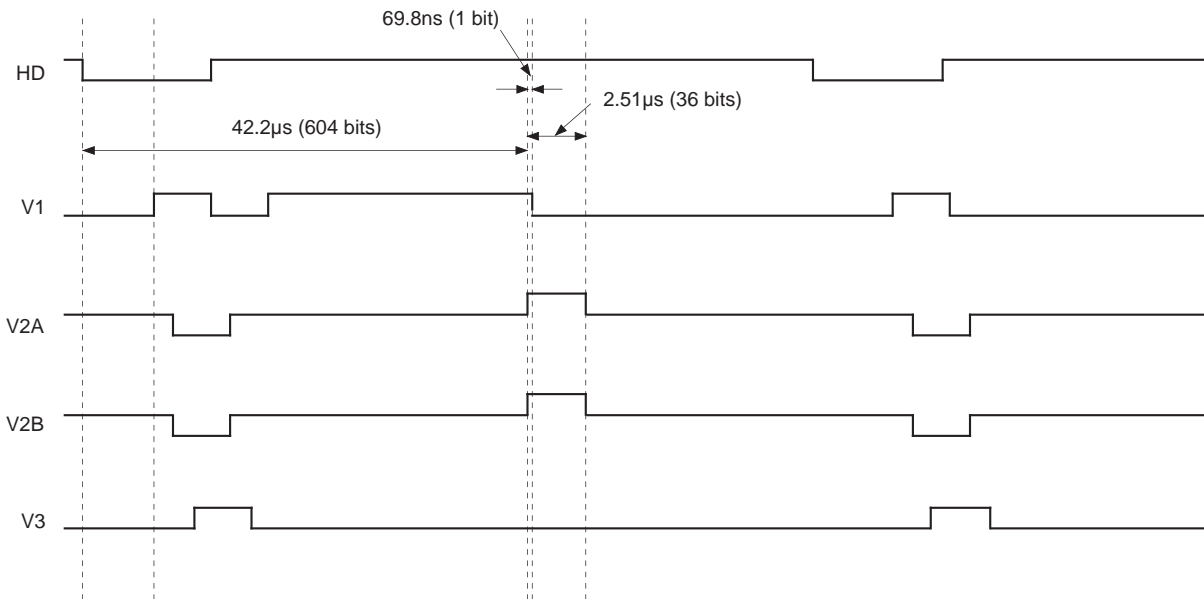 69.8ns (1 bit)
HD
2.51µs (36 bits)
42.2µs (604 bits)
V1
V2A
V2B
V3